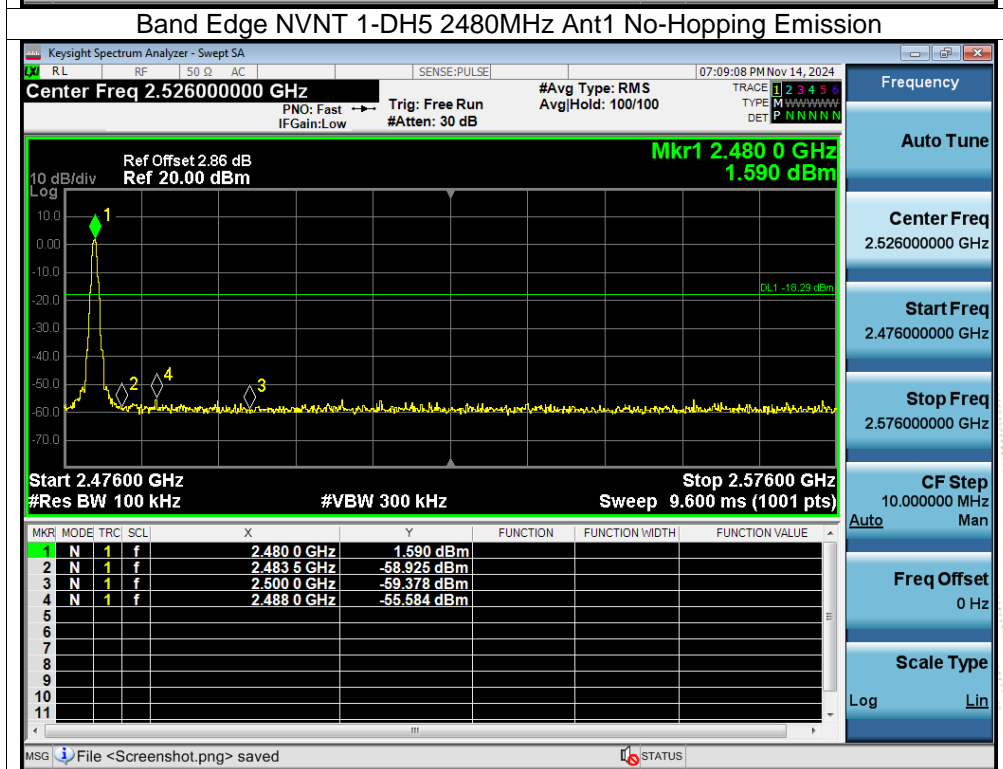 Band Edge NVNT 1-DH5 2480MHz Ant1 No-Hopping Emission
Keysight Spectrum Analyzer - Swept SA
LXI RL RF 50 Ω AC SENSE:PULSE 07:09:08 PM Nov 14, 2024
Center Freq 2.526000000 GHz #Avg Type: RMS TRACE 1 2 3 4 5 6
PNO: Fast Trig: Free Run Avg|Hold: 100/100 TYPE M WWWWW
IFGain:Low #Atten: 30 dB DET P N N N N N
Mkr1 2.480 0 GHz
Ref Offset 2.86 dB
10 dB/div Ref 20.00 dBm 1.590 dBm
Log
10.0
1
0.00
-10.0
DL1 -18.29 dBm
-20.0
-30.0
-40.0
4
-50.0
2
3
-60.0
-70.0
Start 2.47600 GHz Stop 2.57600 GHz
#Res BW 100 kHz #VBW 300 kHz Sweep 9.600 ms (1001 pts)
MKR MODE TRC SCL X Y FUNCTION FUNCTION WIDTH FUNCTION VALUE
1 N 1 f 2.480 0 GHz 1.590 dBm
2 N 1 f 2.483 5 GHz -58.925 dBm
3 N 1 f 2.500 0 GHz -59.378 dBm
4 N 1 f 2.488 0 GHz -55.584 dBm
5
6
7
8
9
10
11
MSG File <Screenshot.png> saved STATUS
Frequency
Auto Tune
Center Freq
2.526000000 GHz
Start Freq
2.476000000 GHz
Stop Freq
2.576000000 GHz
CF Step
10.000000 MHz
Auto Man
Freq Offset
0 Hz
Scale Type
Log Lin